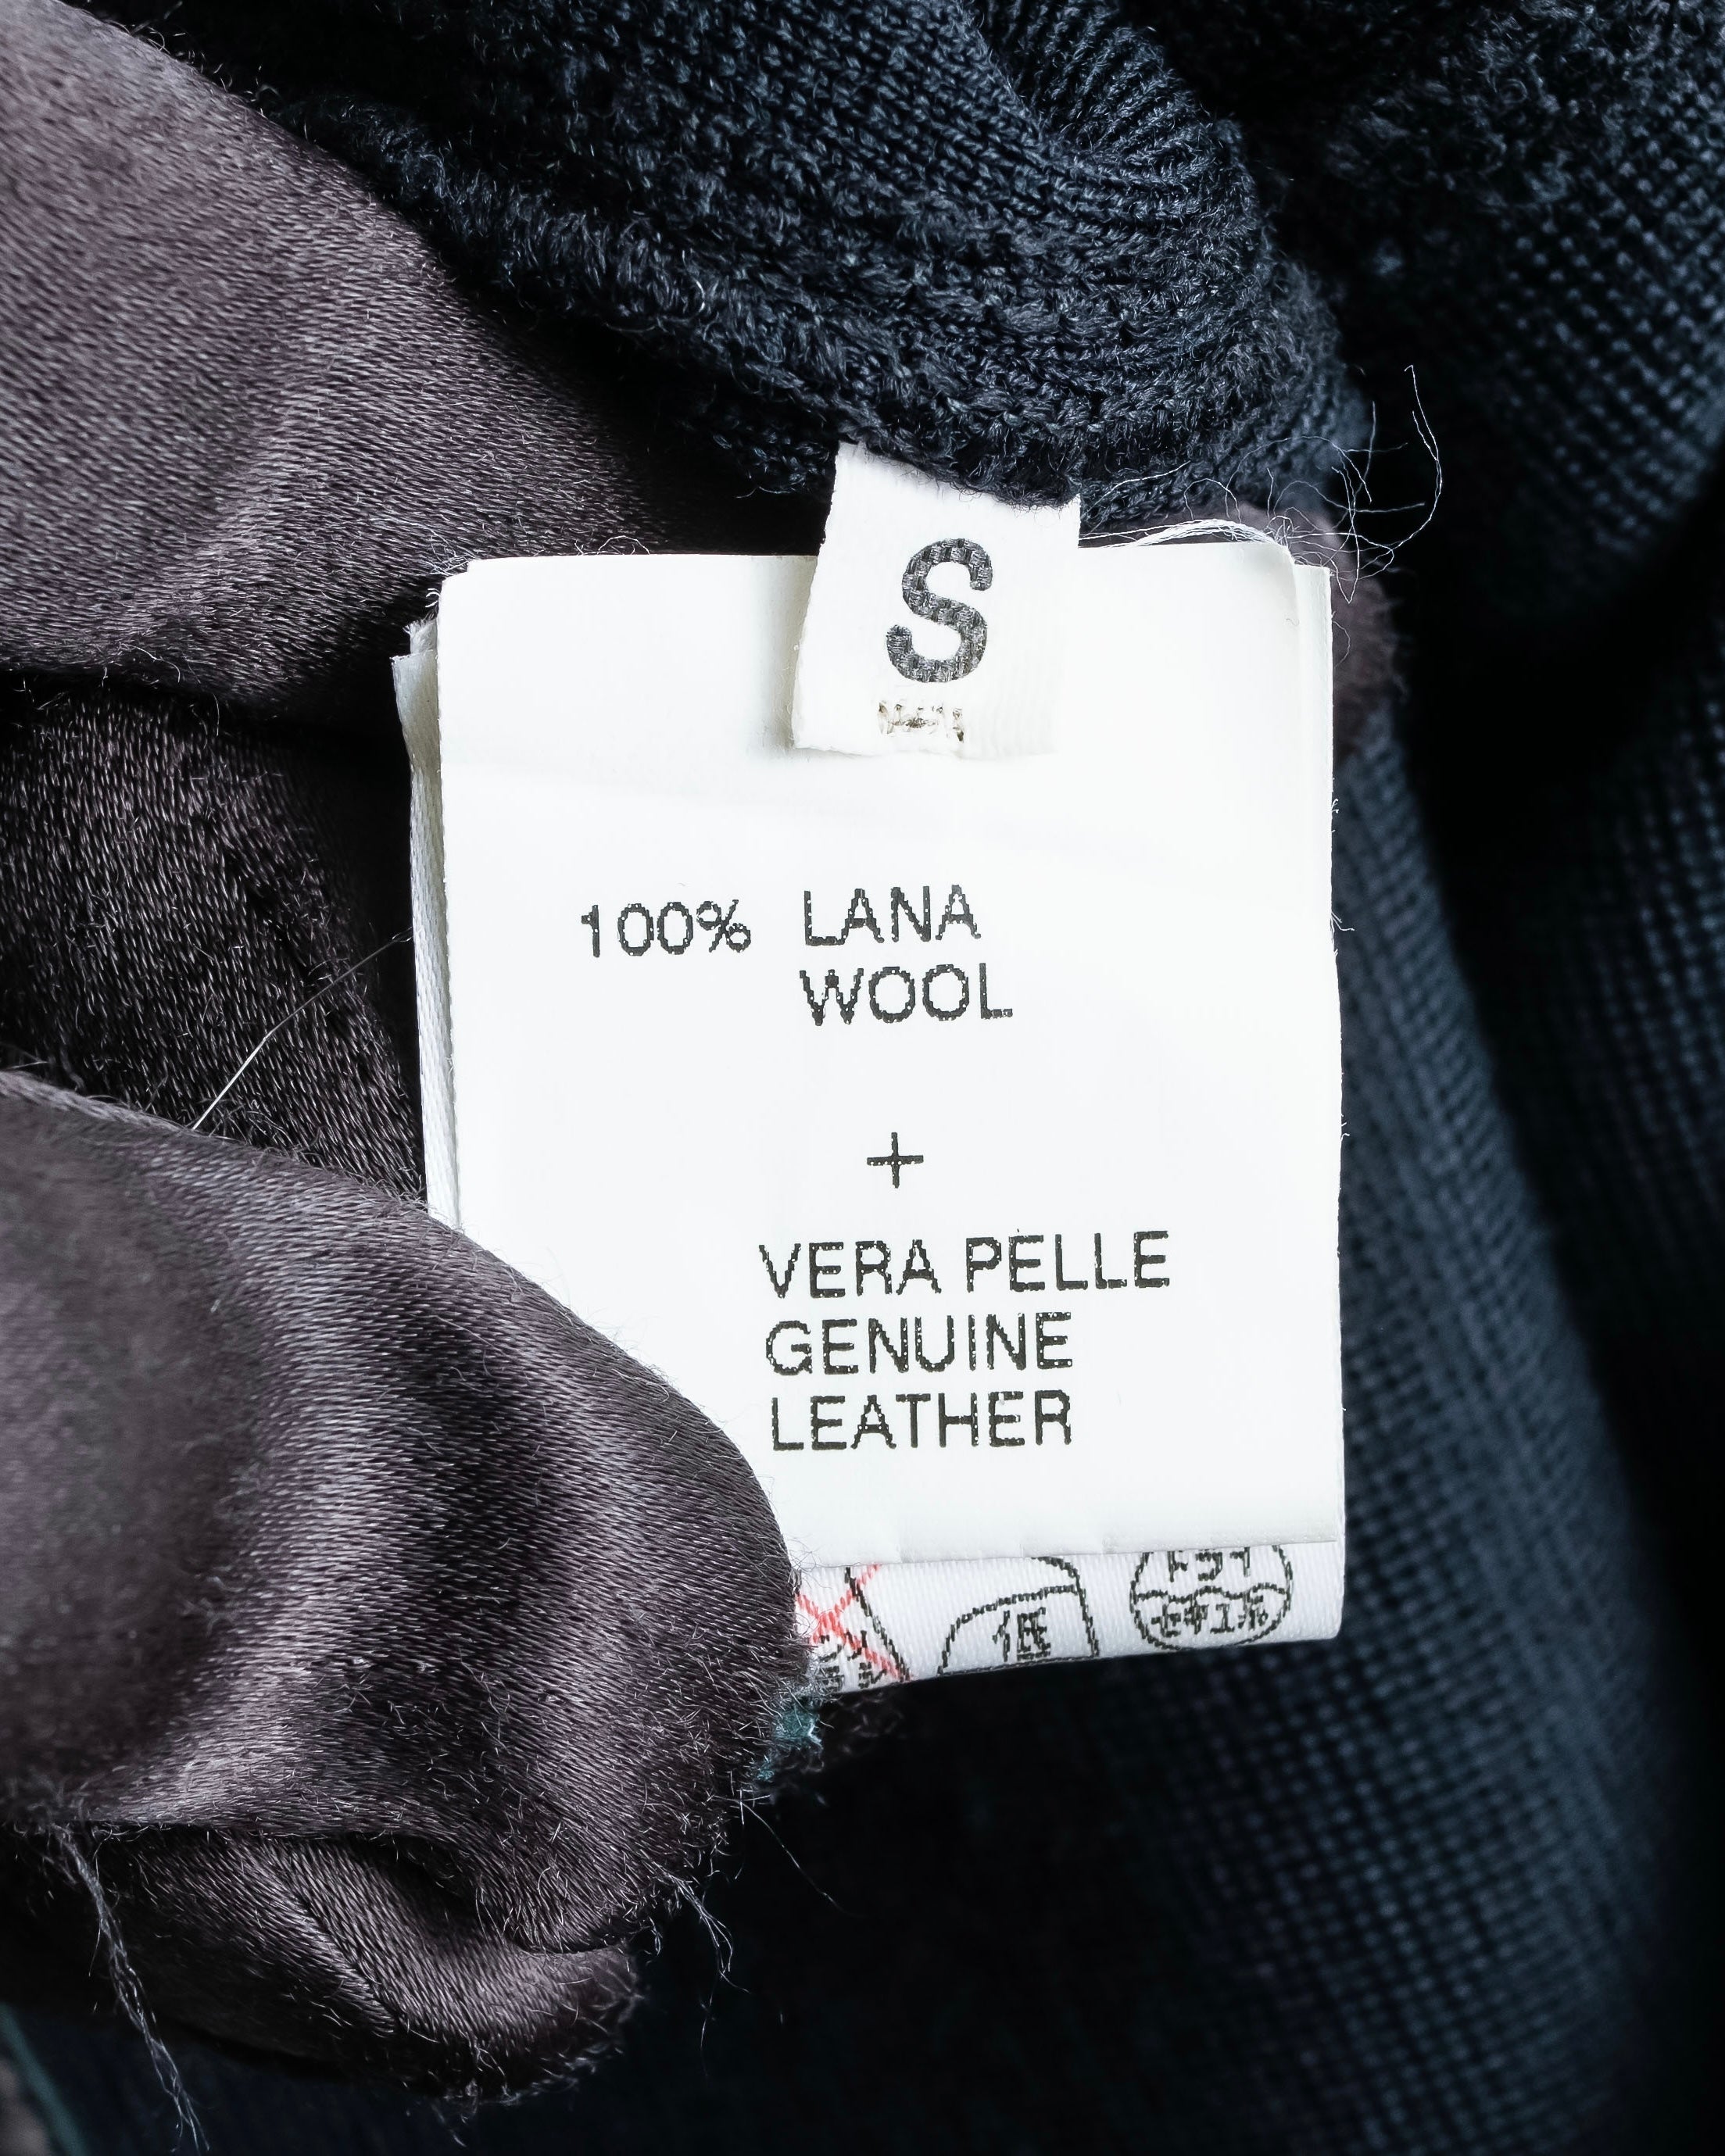 S
100% LANA
WOOL
+
VERA PELLE
GENUINE
LEATHER
低